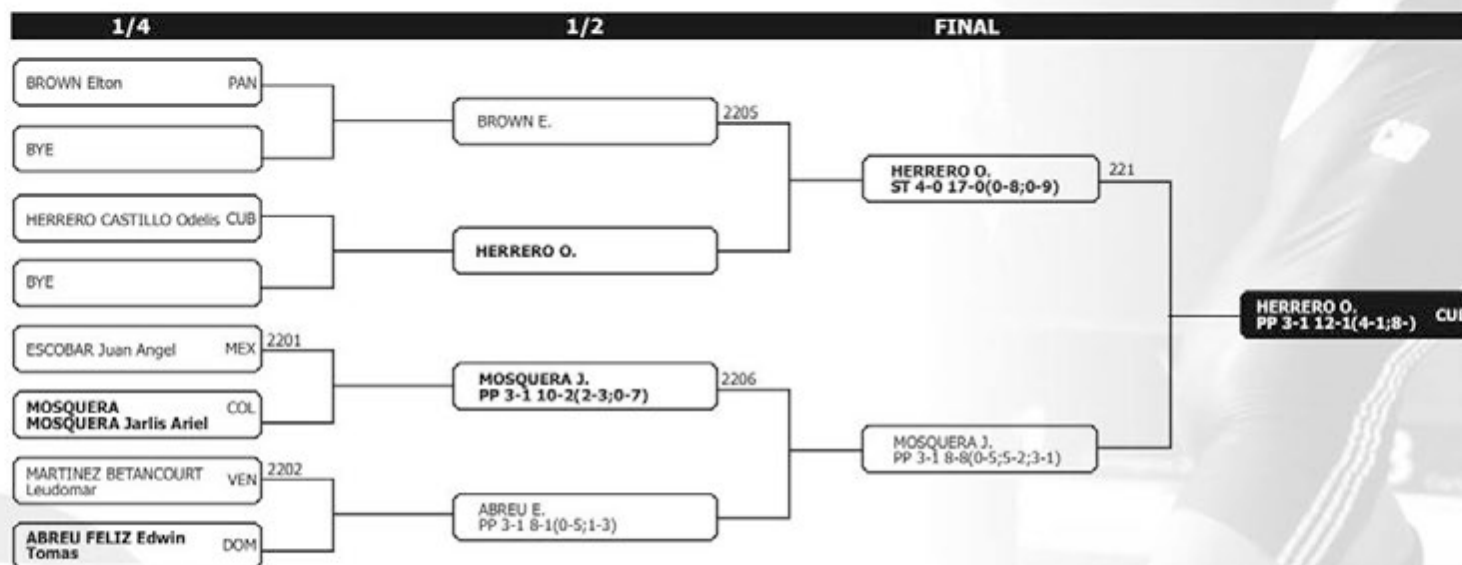 1/4 1/2 FINAL
BROWN Elton PAN
BYE
HERRERO CASTILLO Odelis CUB
BYE
ESCOBAR Juan Angel MEX 2201
MOSQUERA COL
MOSQUERA Jarlis Ariel
MARTINEZ BETANCOURT VEN 2202
Leudomar
ABREU FELIZ Edwin DOM
Tomas
BROWN E. 2205
HERRERO O.
MOSQUERA J. 2206
PP 3-1 10-2(2-3;0-7)
ABREU E.
PP 3-1 8-1(0-5;1-3)
HERRERO O. 221
ST 4-0 17-0(0-8;0-9)
MOSQUERA J.
PP 3-1 8-8(0-5;5-2;3-1)
HERRERO O.
PP 3-1 12-1(4-1;8-)